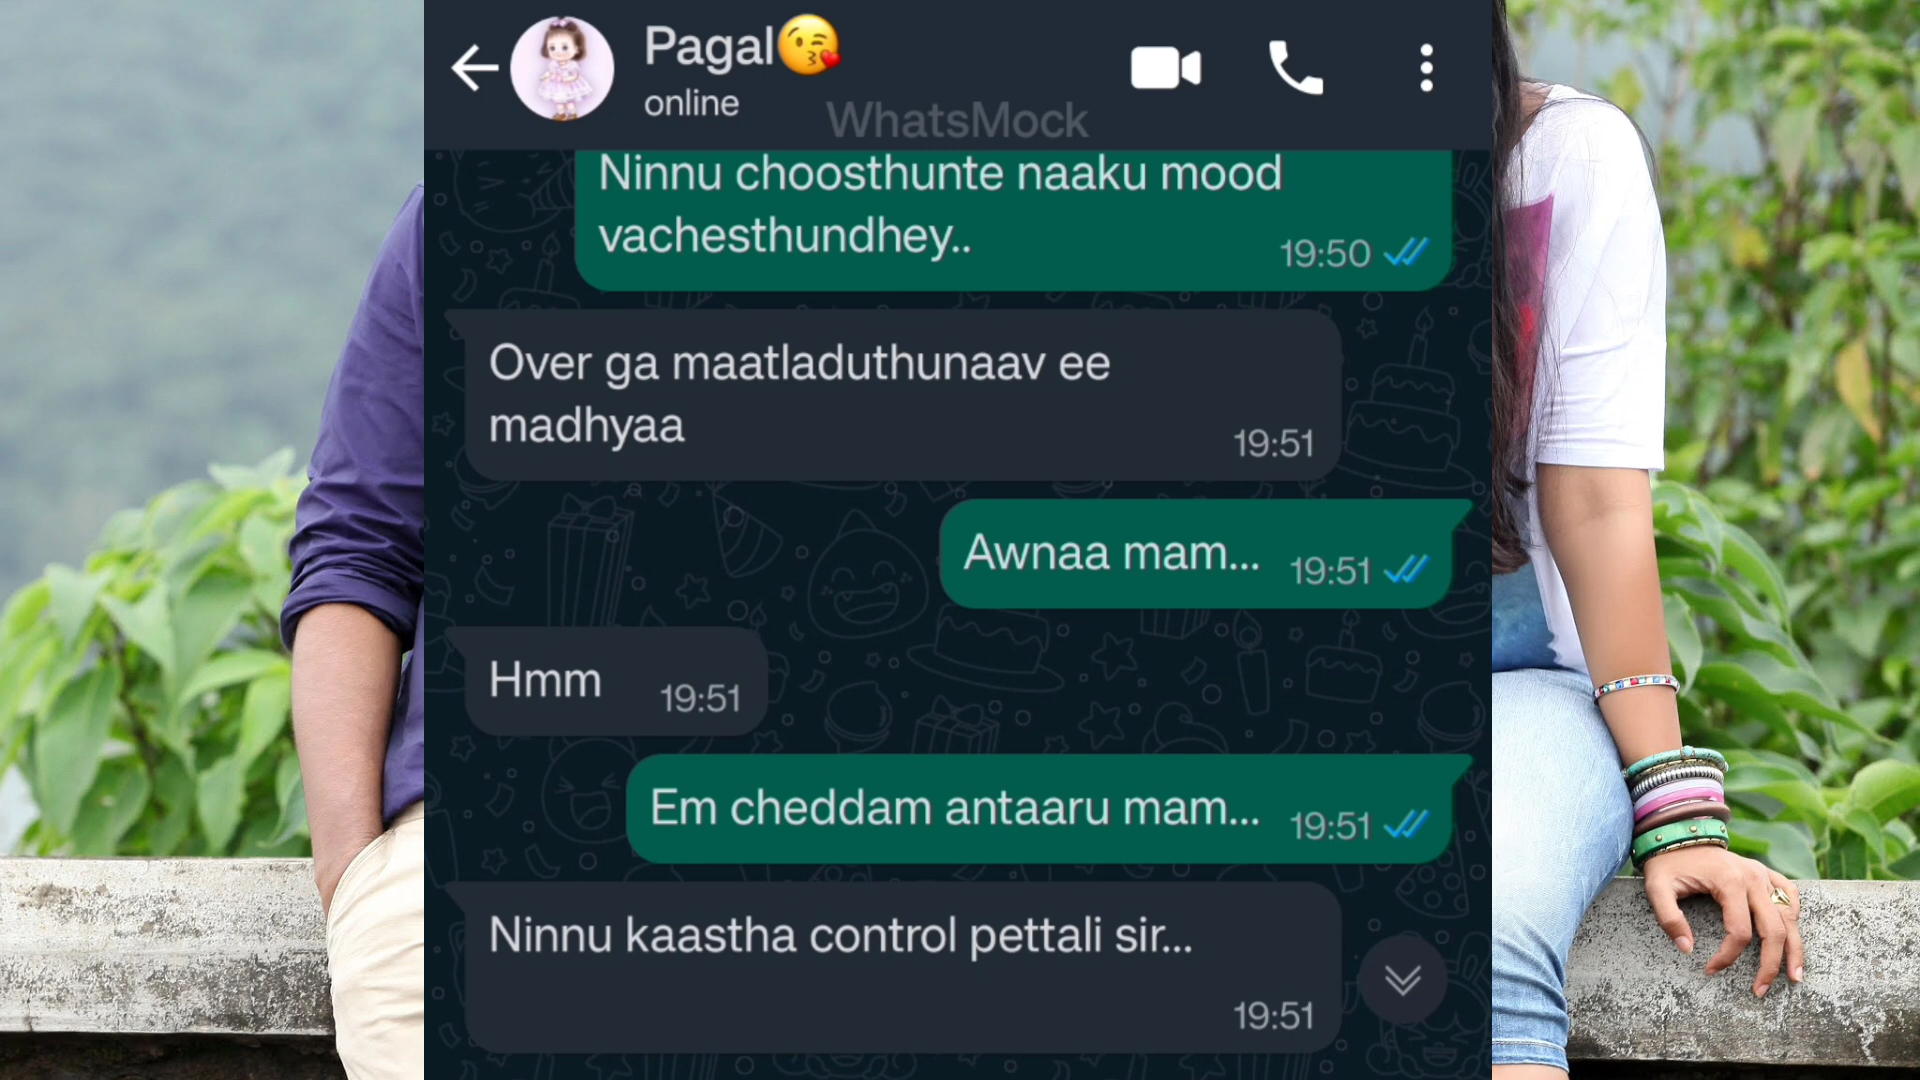 Pagal😘
online
WhatsMock
Ninnu choosthunte naaku mood
vachesthundhey..
19:50
Over ga maatladuthunaav ee
madhyaa
19:51
Awnaa mam... 19:51
Hmm 19:51
Em cheddam antaaru mam... 19:51
Ninnu kaastha control pettali sir...
19:51